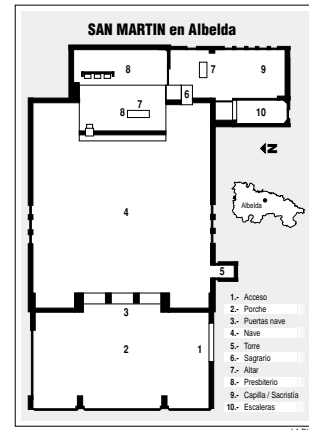 SAN MARTIN en Albelda
8
7
9
6
7
8
10
N
4
Albelda
5
3
2
1
1.- Acceso
2.- Porche
3.- Puertas nave
4.- Nave
5.- Torre
6.- Sagrario
7.- Altar
8.- Presbiterio
9.- Capilla / Sacristía
10.- Escaleras